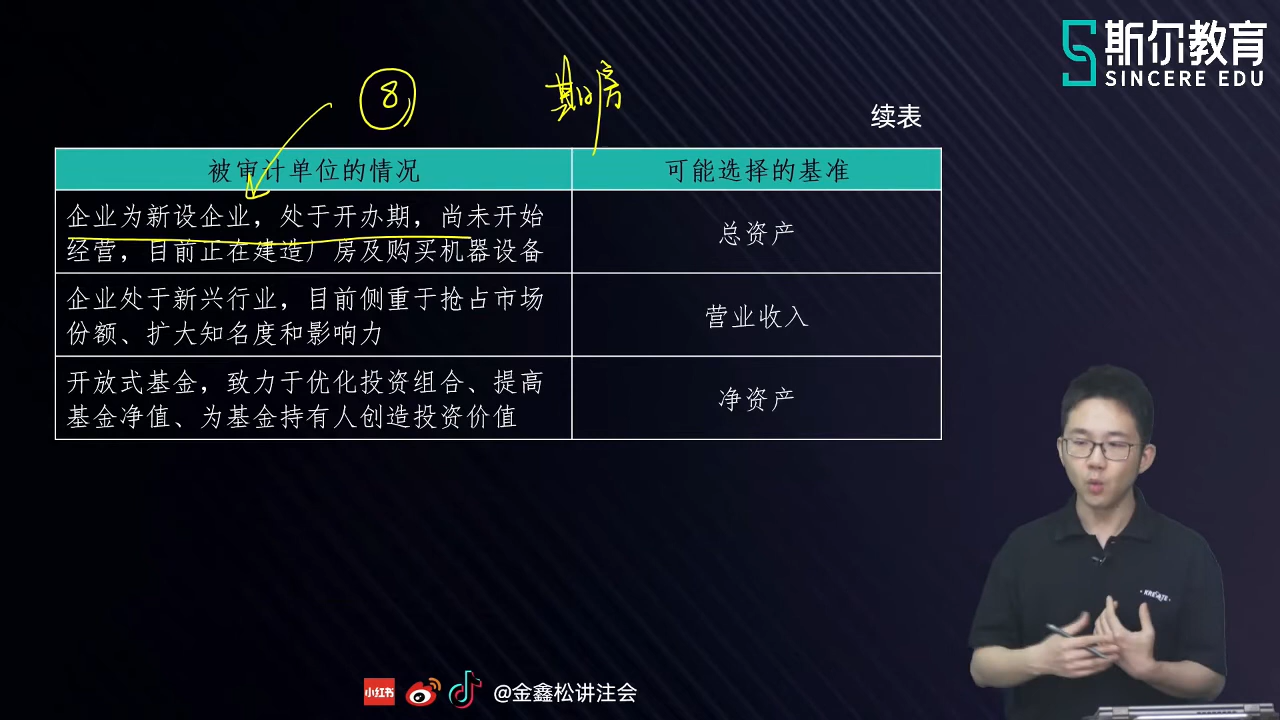 斯尔教育
SINCERE EDU
8
期房
续表
被审计单位的情况
可能选择的基准
企业为新设企业，处于开办期，尚未开始
经营，目前正在建造厂房及购买机器设备
总资产
企业处于新兴行业，目前侧重于抢占市场
份额、扩大知名度和影响力
营业收入
开放式基金，致力于优化投资组合、提高
基金净值、为基金持有人创造投资价值
净资产
小红书
@金鑫松讲注会